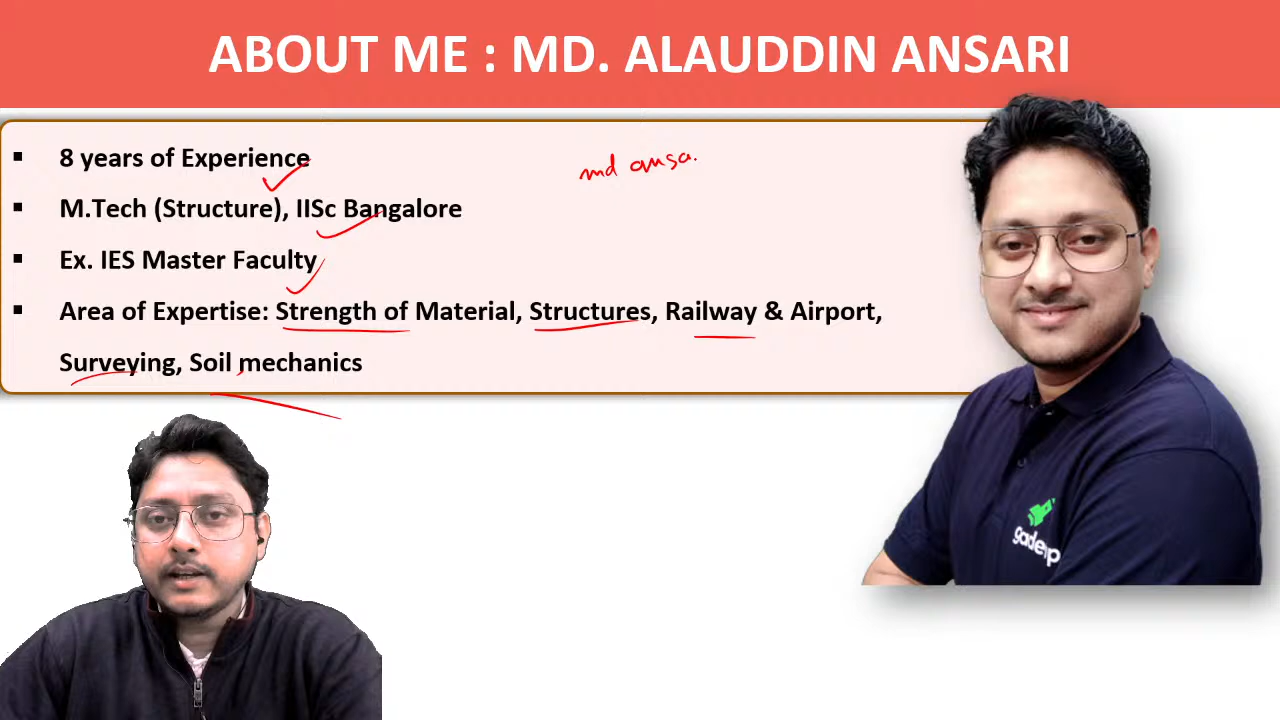 ABOUT ME : MD. ALAUDDIN ANSARI
▪ 8 years of Experience
md ansa.
▪ M.Tech (Structure), IISc Bangalore
▪ Ex. IES Master Faculty
▪ Area of Expertise: Strength of Material, Structures, Railway & Airport,
Surveying, Soil mechanics